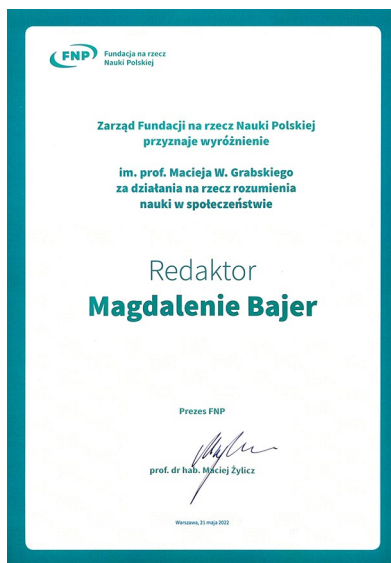 FNP
Fundacja na rzecz
Nauki Polskiej
Zarząd Fundacji na rzecz Nauki Polskiej
przyznaje wyróżnienie
im. prof. Macieja W. Grabskiego
za działania na rzecz rozumienia
nauki w społeczeństwie
Redaktor
Magdalenie Bajer
Prezes FNP
prof. dr hab. Maciej Żylicz
Warszawa, 21 maja 2022